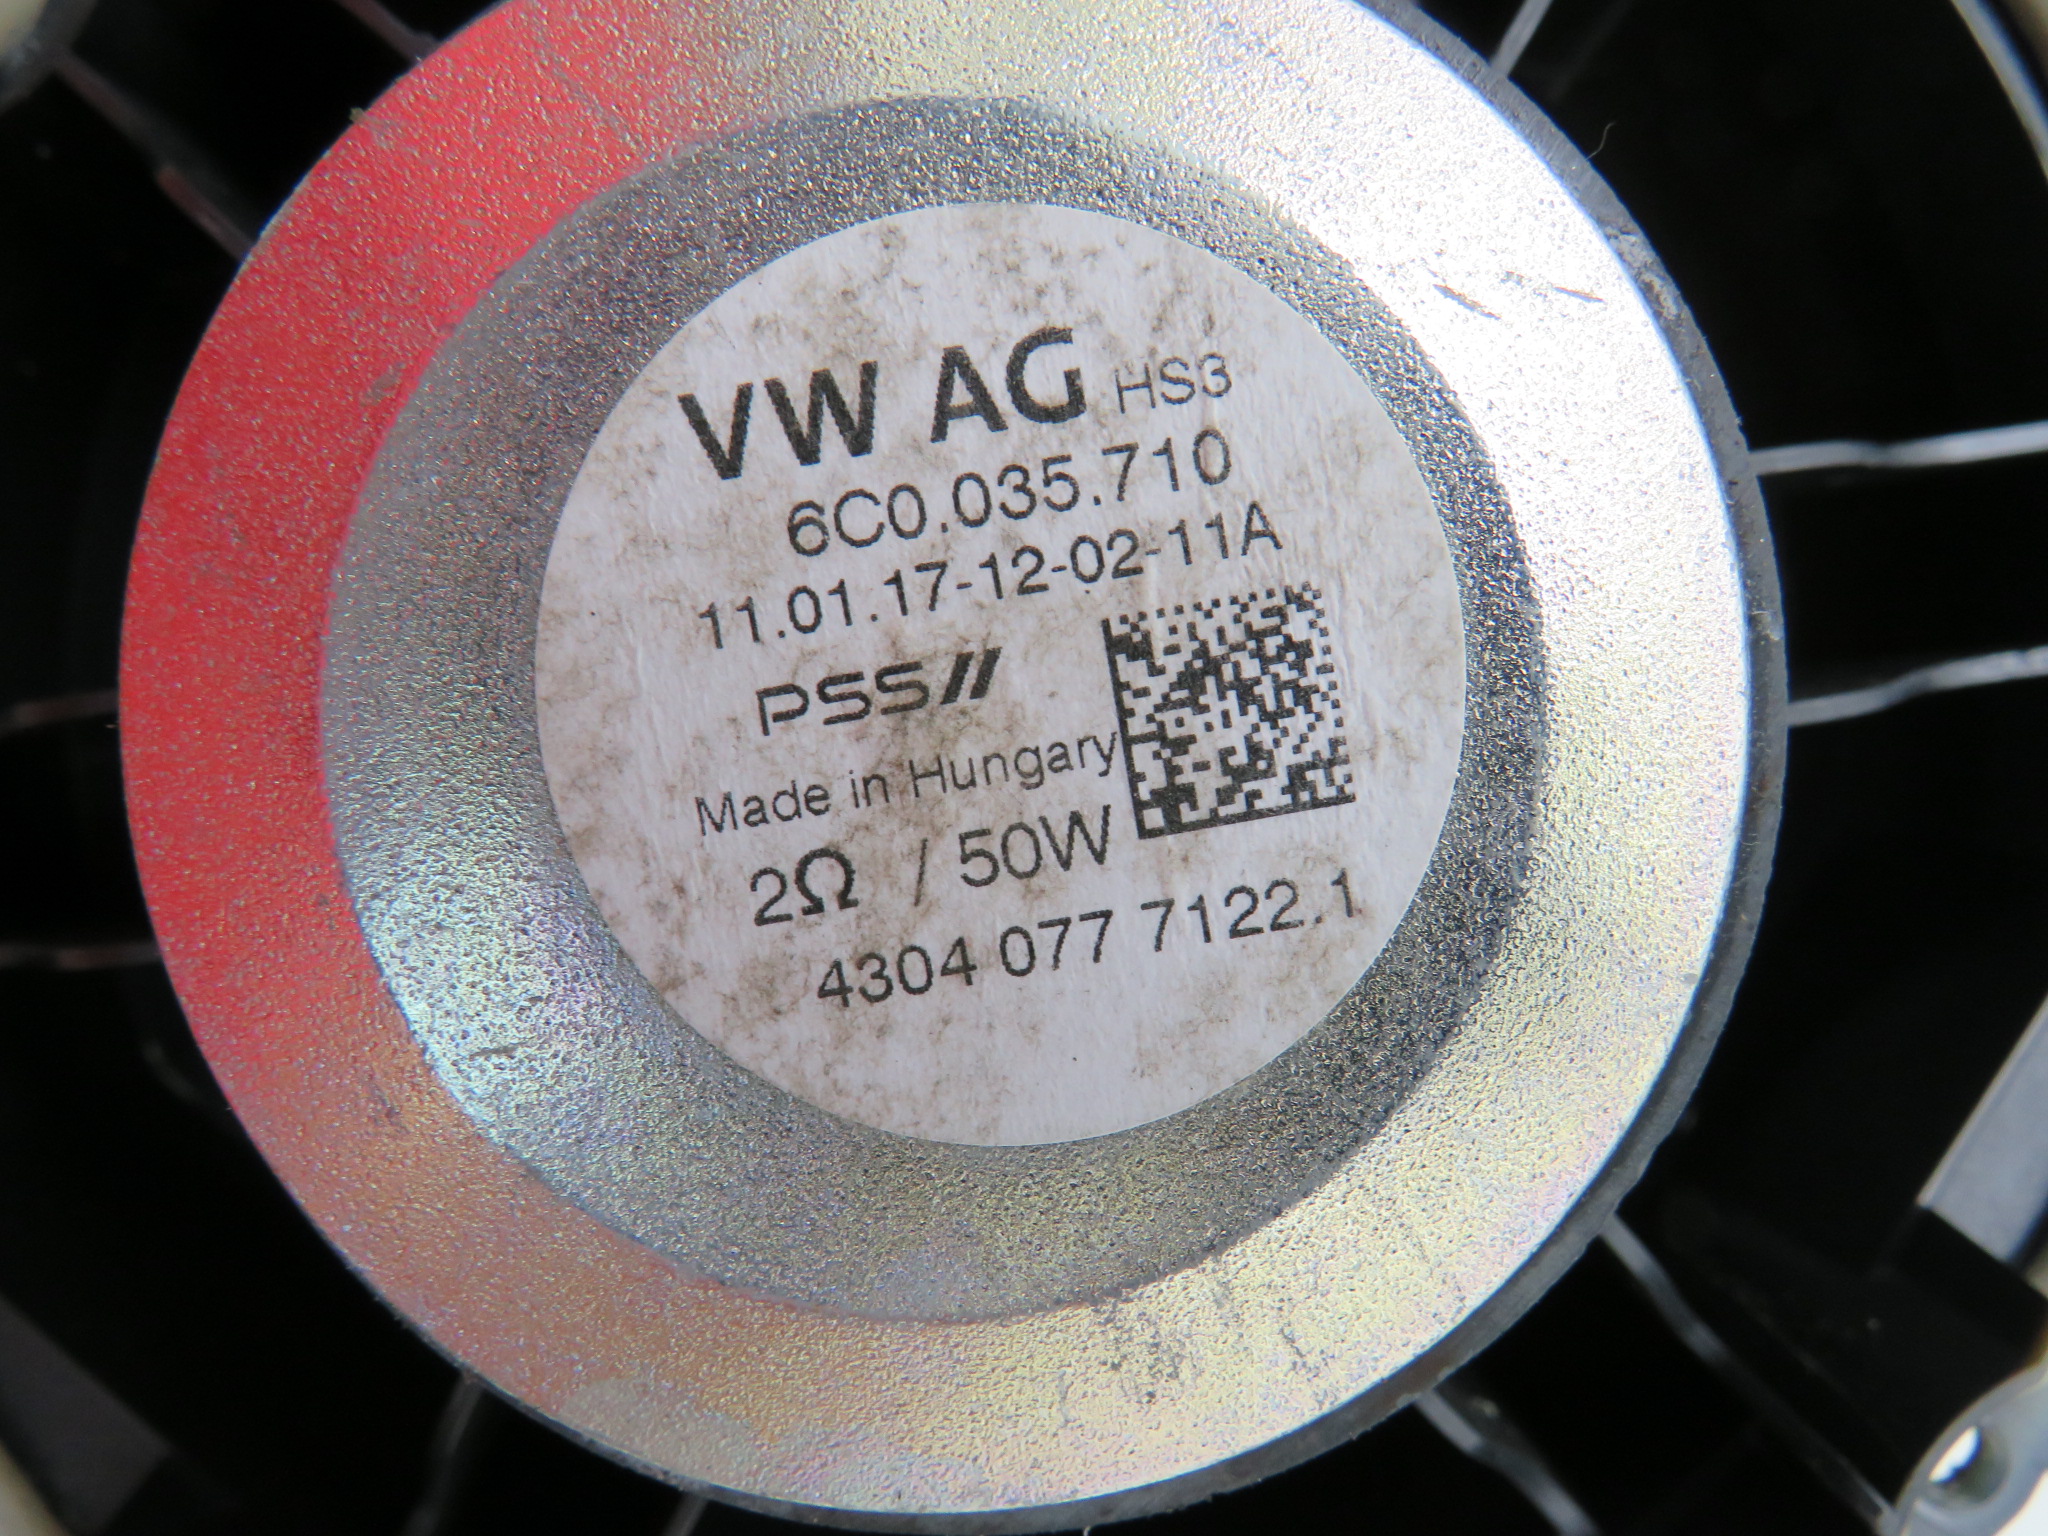 VW AG HS3
6C0.035.710
11.01.17-12-02-11A
PSS//
Made in Hungary
2Ω / 50W
4304 077 7122.1